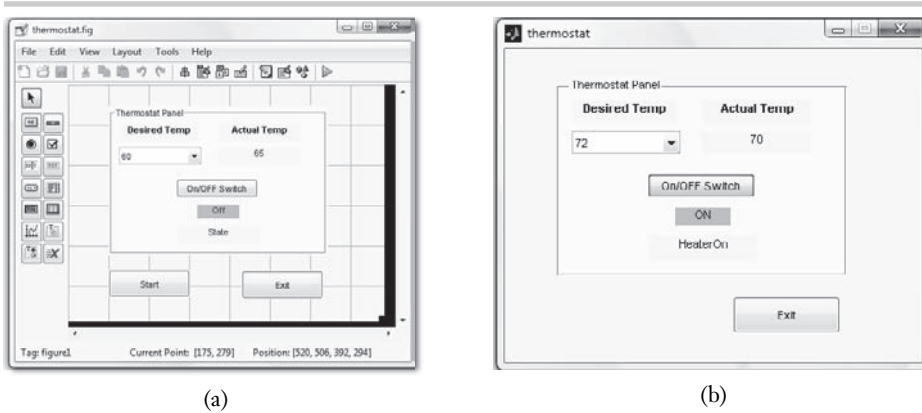 thermostat.fig
File Edit View Layout Tools Help
Thermostat Panel
Desired Temp Actual Temp
60 65
On/OFF Switch
Off
State
Start Exit
Tag: figure1 Current Point: [175, 279] Position: [520, 506, 392, 294]
(a)
thermostat
Thermostat Panel
Desired Temp Actual Temp
72 70
On/OFF Switch
ON
HeaterOn
Exit
(b)